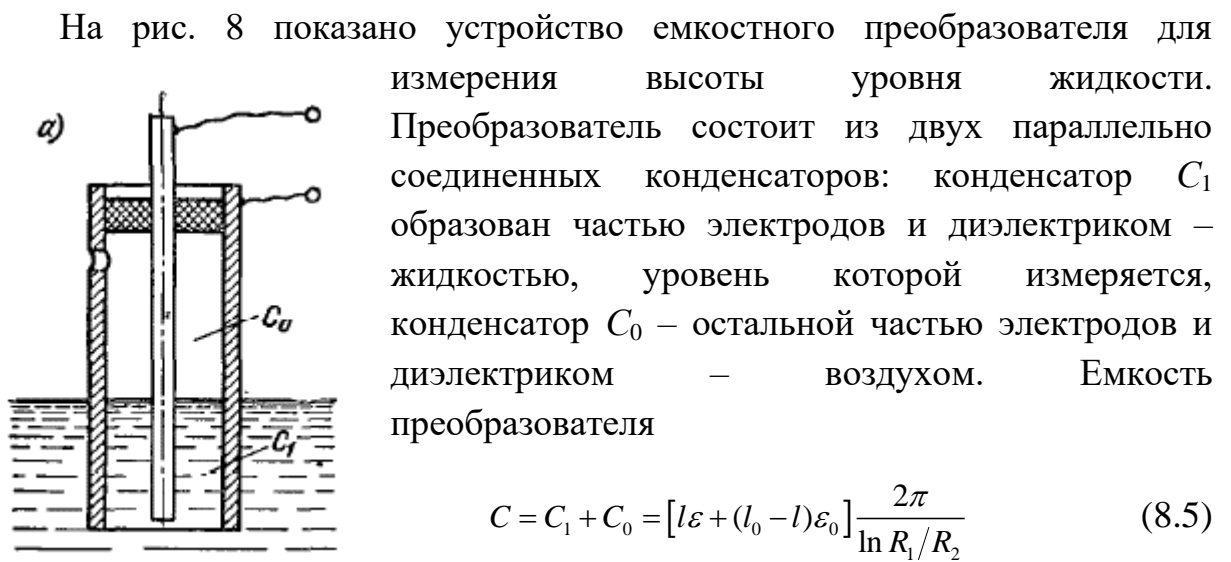 На рис. 8 показано устройство емкостного преобразователя для
измерения высоты уровня жидкости.
а)
Преобразователь состоит из двух параллельно
соединенных конденсаторов: конденсатор C₁
образован частью электродов и диэлектриком –
жидкостью, уровень которой измеряется,
C₀
конденсатор C₀ – остальной частью электродов и
диэлектриком – воздухом. Емкость
преобразователя
C₁
C = C₁ + C₀ = [lε + (l₀ − l)ε₀] 2π / ln R₁/R₂ (8.5)